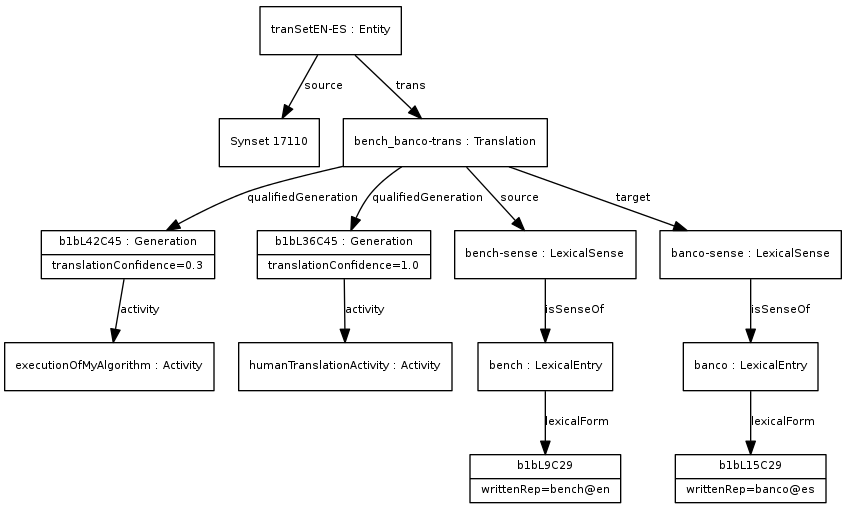 tranSetEN-ES : Entity
source
trans
Synset 17110
bench_banco-trans : Translation
qualifiedGeneration
qualifiedGeneration
source
target
b1bL42C45 : Generation
translationConfidence=0.3
b1bL36C45 : Generation
translationConfidence=1.0
bench-sense : LexicalSense
banco-sense : LexicalSense
activity
activity
isSenseOf
isSenseOf
executionOfMyAlgorithm : Activity
humanTranslationActivity : Activity
bench : LexicalEntry
banco : LexicalEntry
lexicalForm
lexicalForm
b1bL9C29
writtenRep=bench@en
b1bL15C29
writtenRep=banco@es